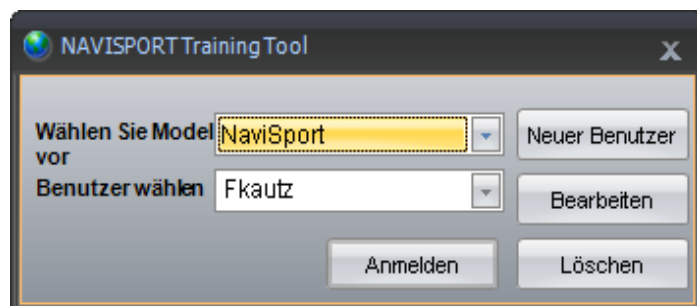 NAVISPORT Training Tool
x
Wählen Sie Model vor
NaviSport
Neuer Benutzer
Benutzer wählen
Fkautz
Bearbeiten
Anmelden
Löschen